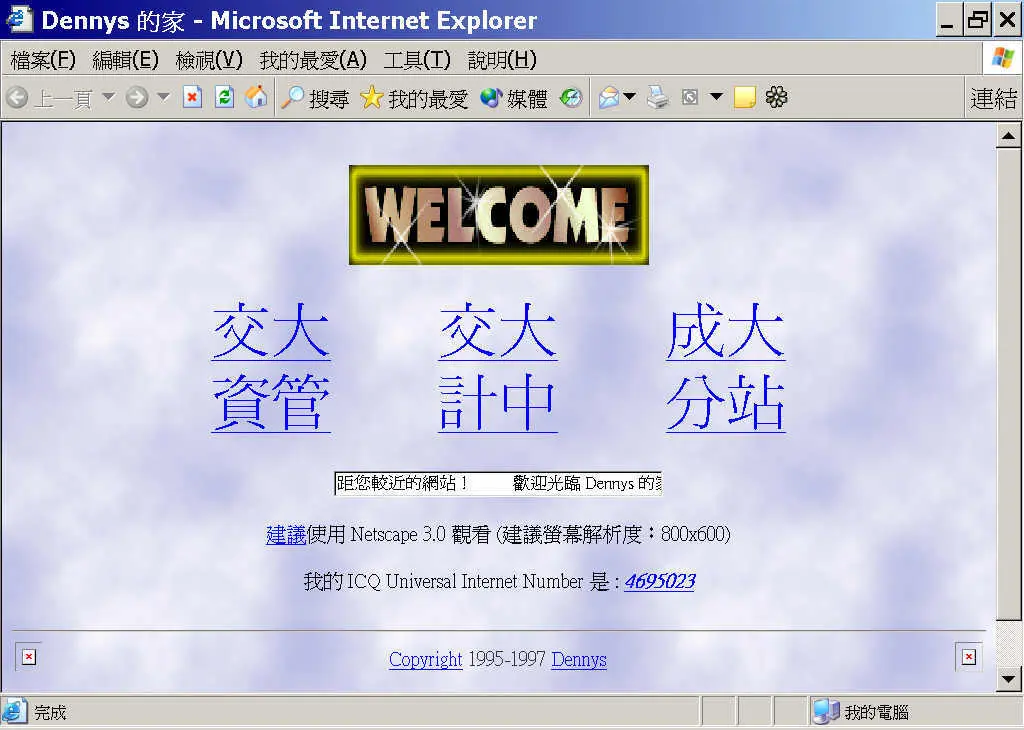 Dennys 的家 - Microsoft Internet Explorer
檔案(F) 編輯(E) 檢視(V) 我的最愛(A) 工具(T) 說明(H)
上一頁 搜尋 我的最愛 媒體 連結
WELCOME
交大 交大 成大
資管 計中 分站
距您較近的網站！ 歡迎光臨 Dennys 的家
建議使用 Netscape 3.0 觀看 (建議螢幕解析度：800x600)
我的 ICQ Universal Internet Number 是 : 4695023
Copyright 1995-1997 Dennys
完成 我的電腦